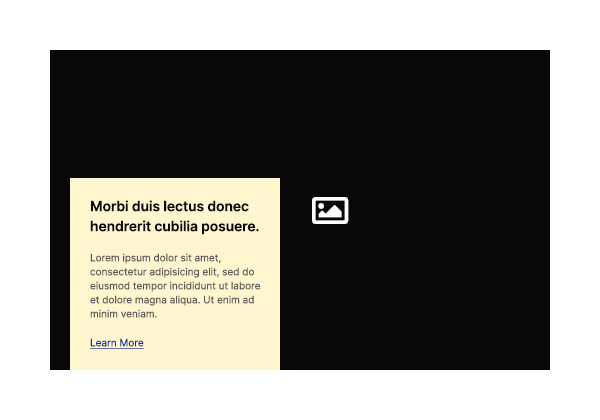 Morbi duis lectus donec
hendrerit cubilia posuere.
Lorem ipsum dolor sit amet,
consectetur adipisicing elit, sed do
eiusmod tempor incididunt ut labore
et dolore magna aliqua. Ut enim ad
minim veniam.
Learn More